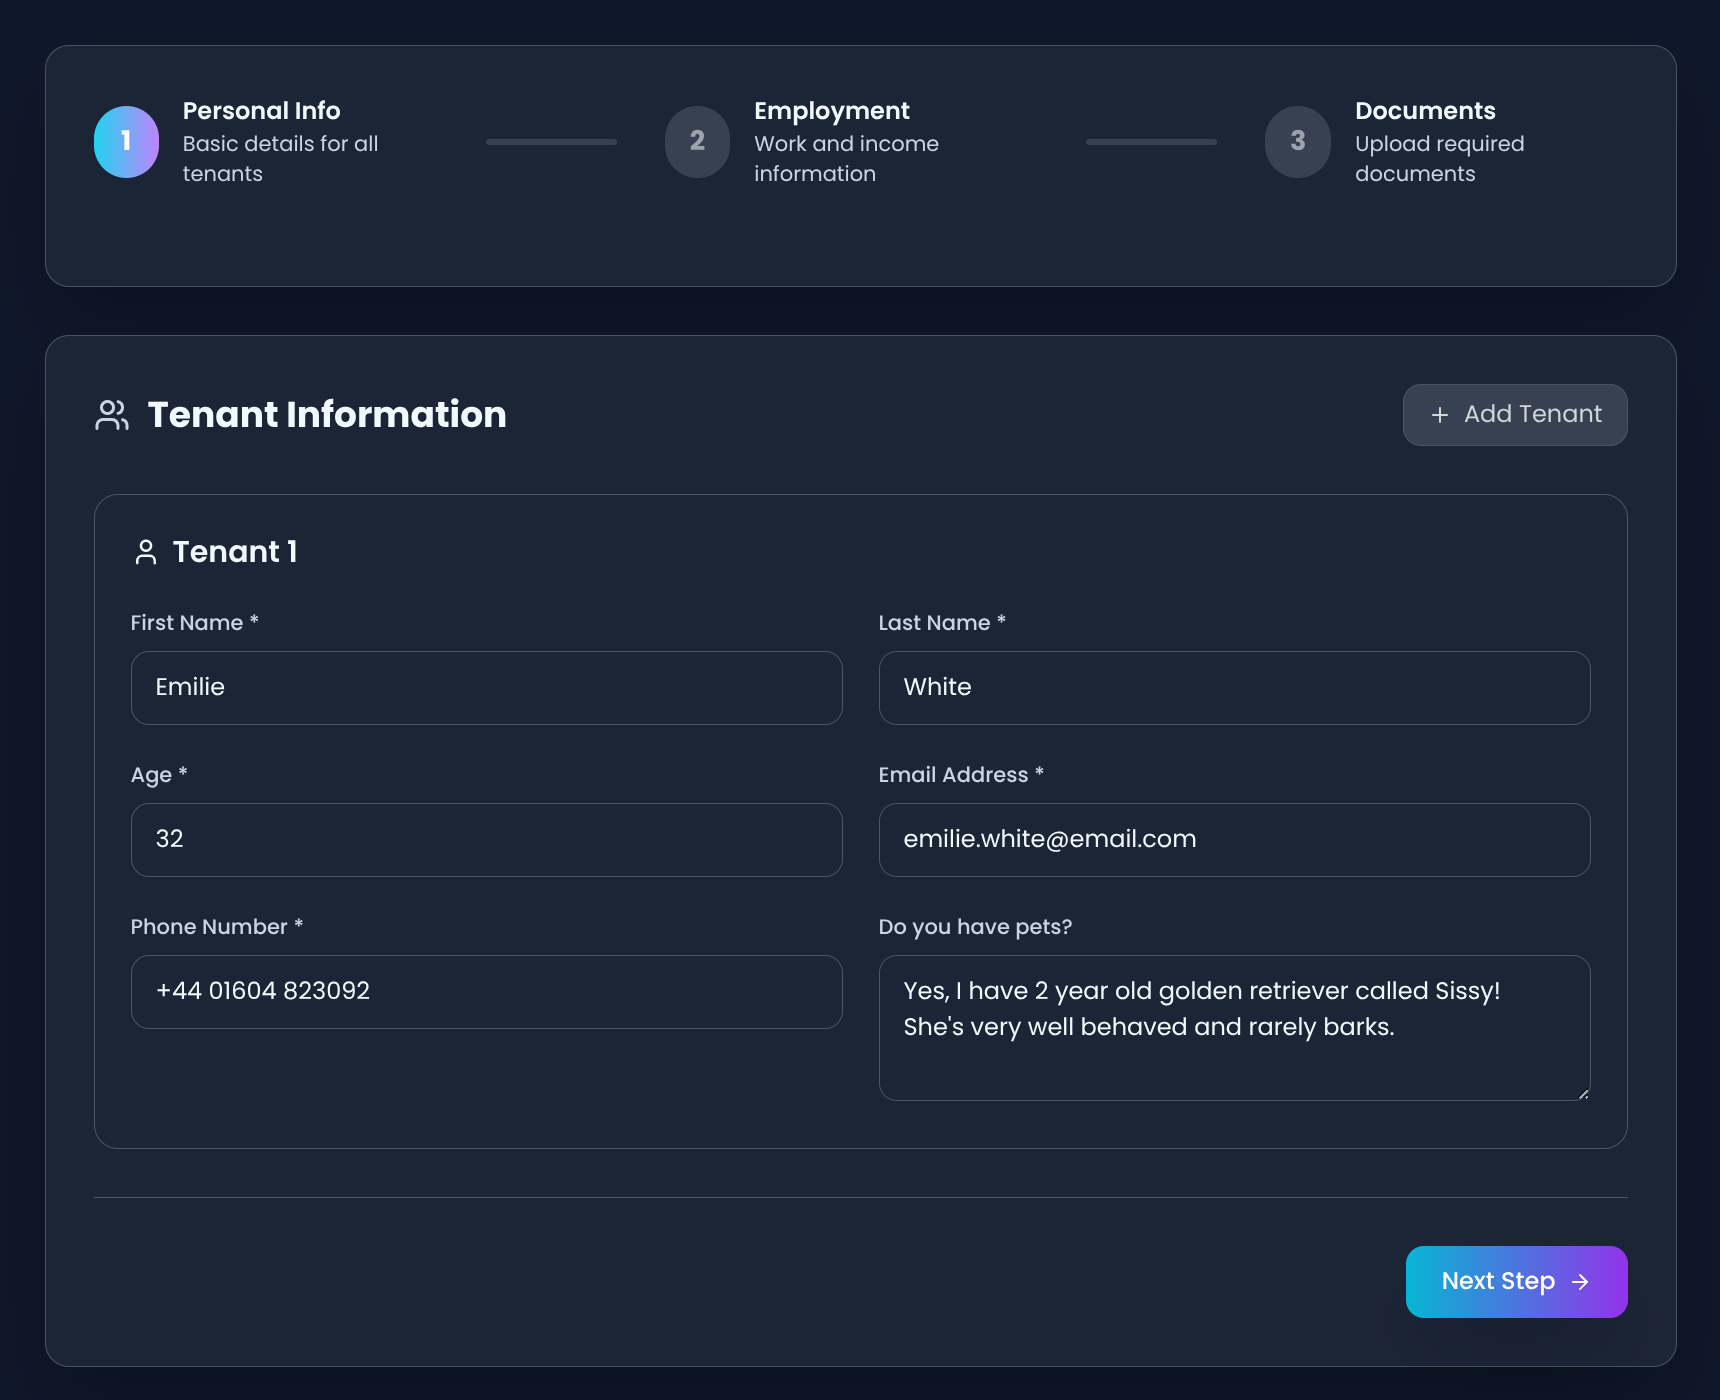 1
Personal Info
Basic details for all
tenants
2
Employment
Work and income
information
3
Documents
Upload required
documents
Tenant Information
+ Add Tenant
Tenant 1
First Name *
Emilie
Last Name *
White
Age *
32
Email Address *
emilie.white@email.com
Phone Number *
+44 01604 823092
Do you have pets?
Yes, I have 2 year old golden retriever called Sissy!
She's very well behaved and rarely barks.
Next Step →